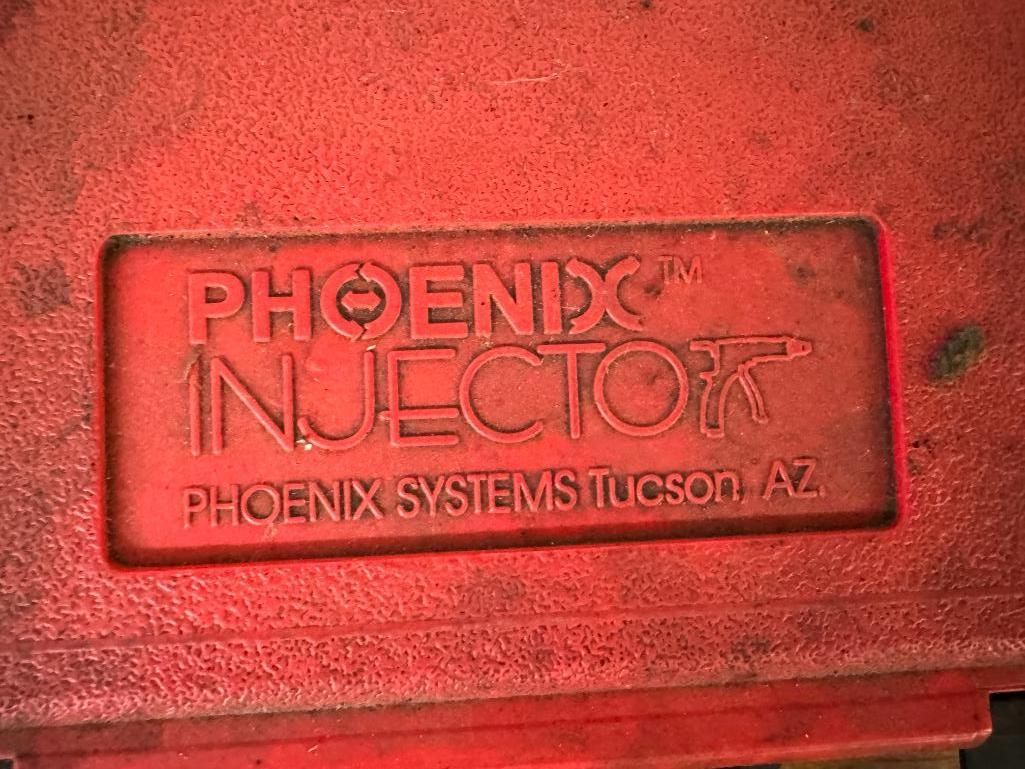 PHOENIX™
INJECTOR
PHOENIX SYSTEMS Tucson, AZ.